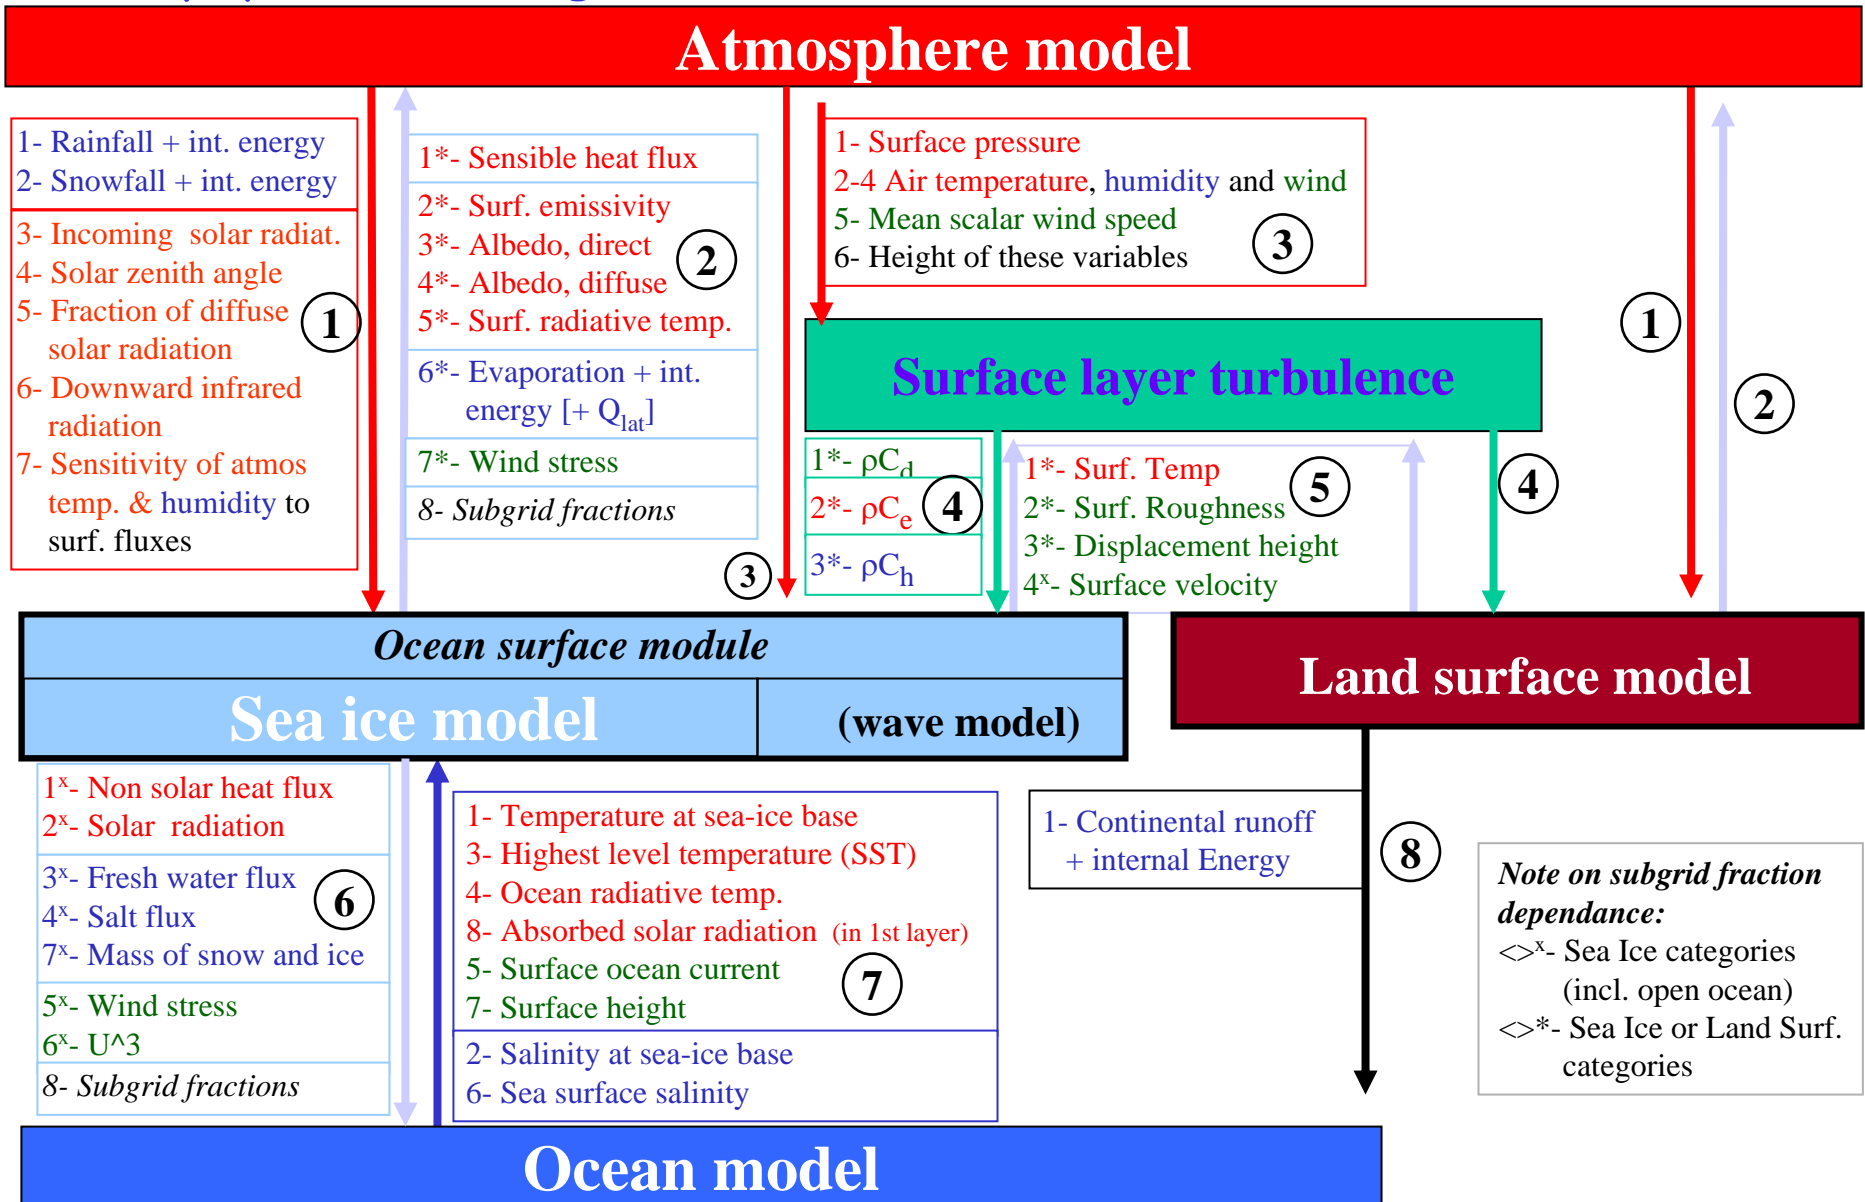 Atmosphere model
1- Rainfall + int. energy
2- Snowfall + int. energy
3- Incoming solar radiat.
4- Solar zenith angle
5- Fraction of diffuse
solar radiation
6- Downward infrared
radiation
7- Sensitivity of atmos
temp. & humidity to
surf. fluxes
1
1*- Sensible heat flux
2*- Surf. emissivity
3*- Albedo, direct
4*- Albedo, diffuse
5*- Surf. radiative temp.
6*- Evaporation + int.
energy [+ Qlat]
7*- Wind stress
8- Subgrid fractions
2
1- Surface pressure
2-4 Air temperature, humidity and wind
5- Mean scalar wind speed
6- Height of these variables
3
1
2
Surface layer turbulence
3
1*- ρCd
2*- ρCe
3*- ρCh
4
1*- Surf. Temp
2*- Surf. Roughness
3*- Displacement height
4x- Surface velocity
5
4
Ocean surface module
Sea ice model
(wave model)
Land surface model
1x- Non solar heat flux
2x- Solar radiation
3x- Fresh water flux
4x- Salt flux
7x- Mass of snow and ice
5x- Wind stress
6x- U^3
8- Subgrid fractions
6
1- Temperature at sea-ice base
3- Highest level temperature (SST)
4- Ocean radiative temp.
8- Absorbed solar radiation (in 1st layer)
5- Surface ocean current
7- Surface height
2- Salinity at sea-ice base
6- Sea surface salinity
7
1- Continental runoff
+ internal Energy
8
Note on subgrid fraction
dependance:
<>x- Sea Ice categories
(incl. open ocean)
<>*- Sea Ice or Land Surf.
categories
Ocean model